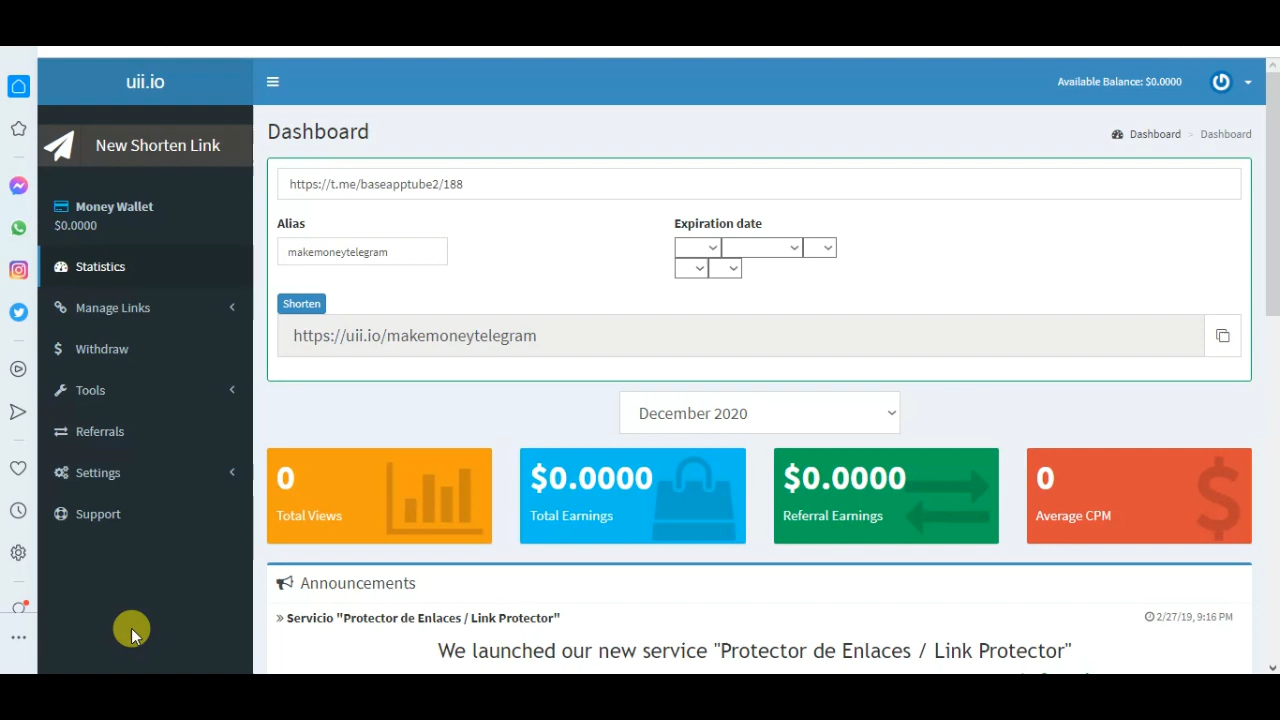 uii.io
Available Balance: $0.0000
New Shorten Link
Money Wallet
$0.0000
Statistics
Manage Links
Withdraw
Tools
Referrals
Settings
Support
Dashboard
Dashboard > Dashboard
https://t.me/baseapptube2/188
Alias
Expiration date
makemoneytelegram
Shorten
https://uii.io/makemoneytelegram
December 2020
0
Total Views
$0.0000
Total Earnings
$0.0000
Referral Earnings
0
Average CPM
Announcements
» Servicio "Protector de Enlaces / Link Protector"
2/27/19, 9:16 PM
We launched our new service "Protector de Enlaces / Link Protector"